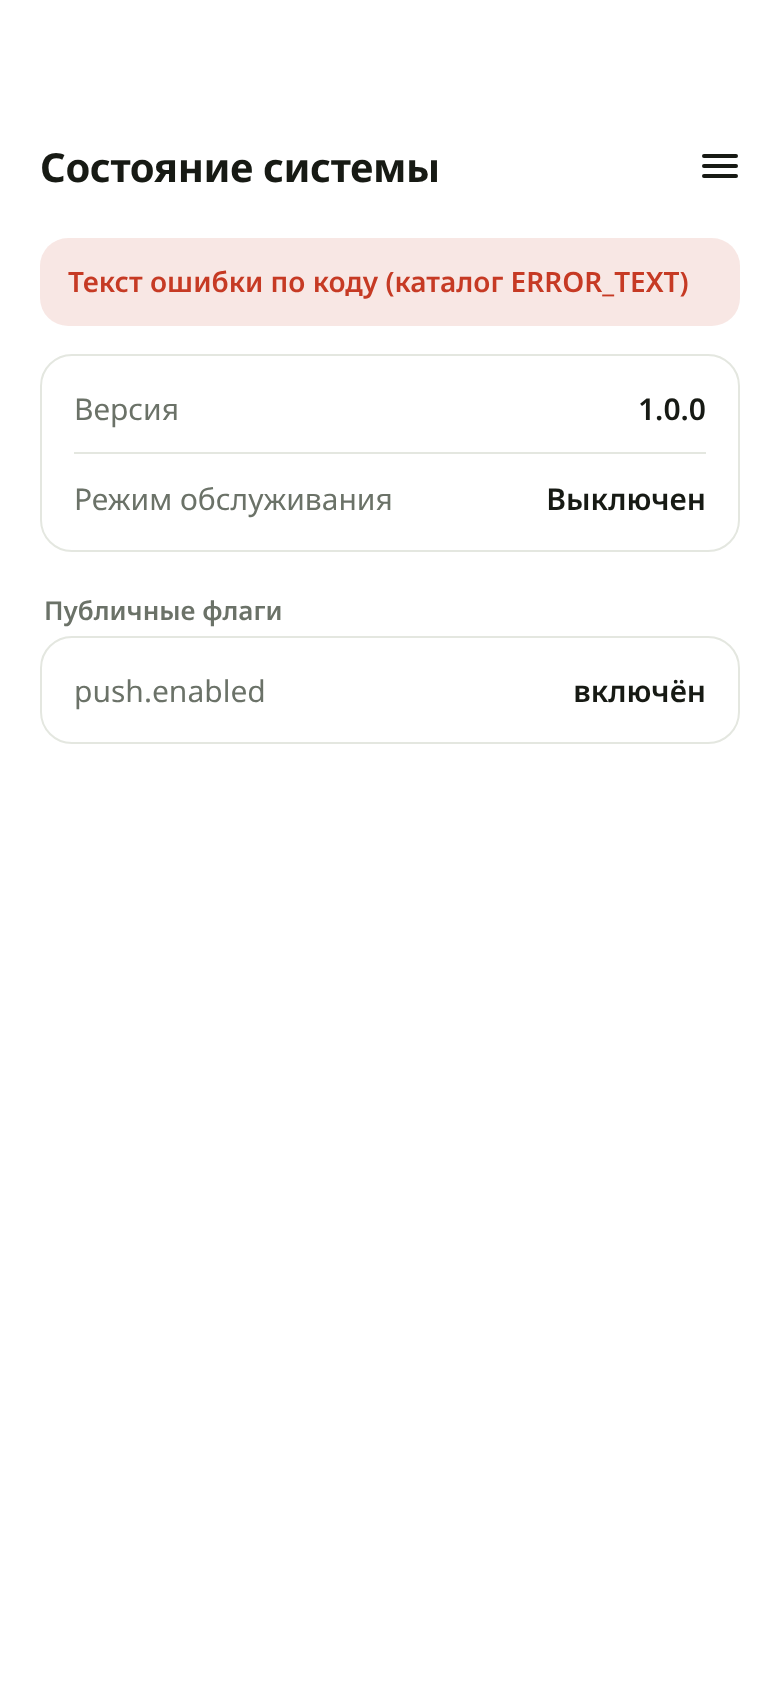 Состояние системы
Текст ошибки по коду (каталог ERROR_TEXT)
Версия 1.0.0
Режим обслуживания Выключен
Публичные флаги
push.enabled включён